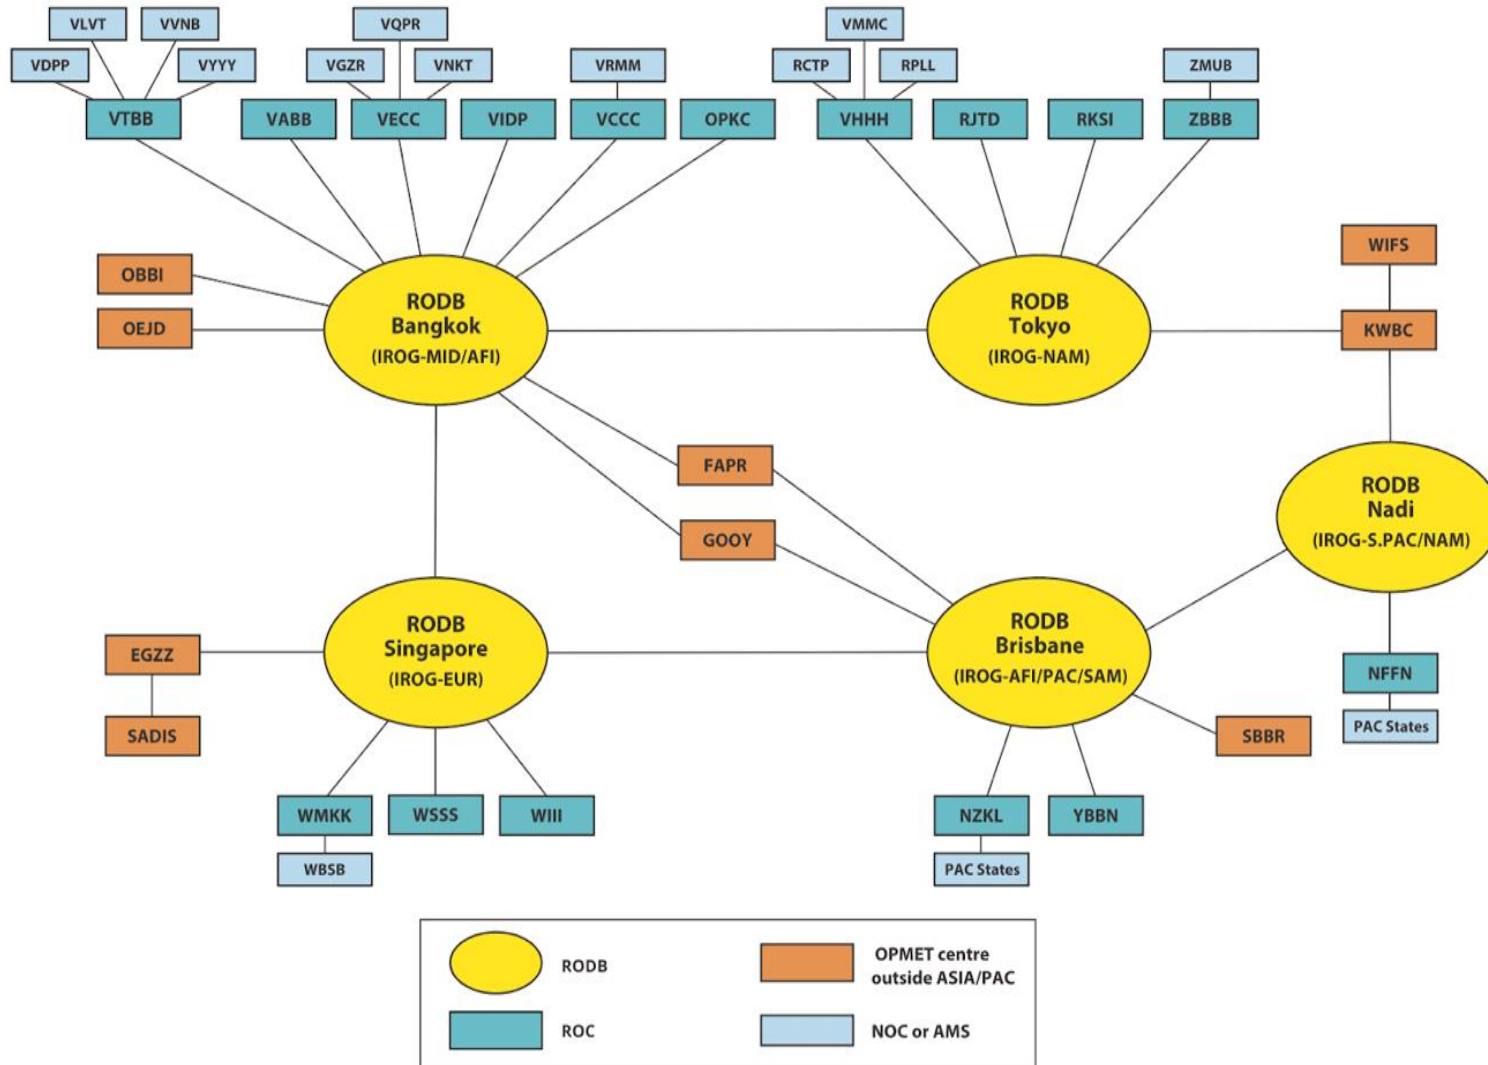 VLVT
VVNB
VQPR
VMMC
VDPP
VYYY
VGZR
VNKT
VRMM
RCTP
RPLL
ZMUB
VTBB
VABB
VECC
VIDP
VCCC
OPKC
VHHH
RJTD
RKSI
ZBBB
WIFS
OBBI
OEJD
RODB
Bangkok
(IROG-MID/AFI)
RODB
Tokyo
(IROG-NAM)
KWBC
FAPR
GOOY
RODB
Nadi
(IROG-S.PAC/NAM)
EGZZ
SADIS
RODB
Singapore
(IROG-EUR)
RODB
Brisbane
(IROG-AFI/PAC/SAM)
NFFN
PAC States
SBBR
WMKK
WSSS
WIII
NZKL
YBBN
WBSB
PAC States
RODB
OPMET centre
outside ASIA/PAC
ROC
NOC or AMS